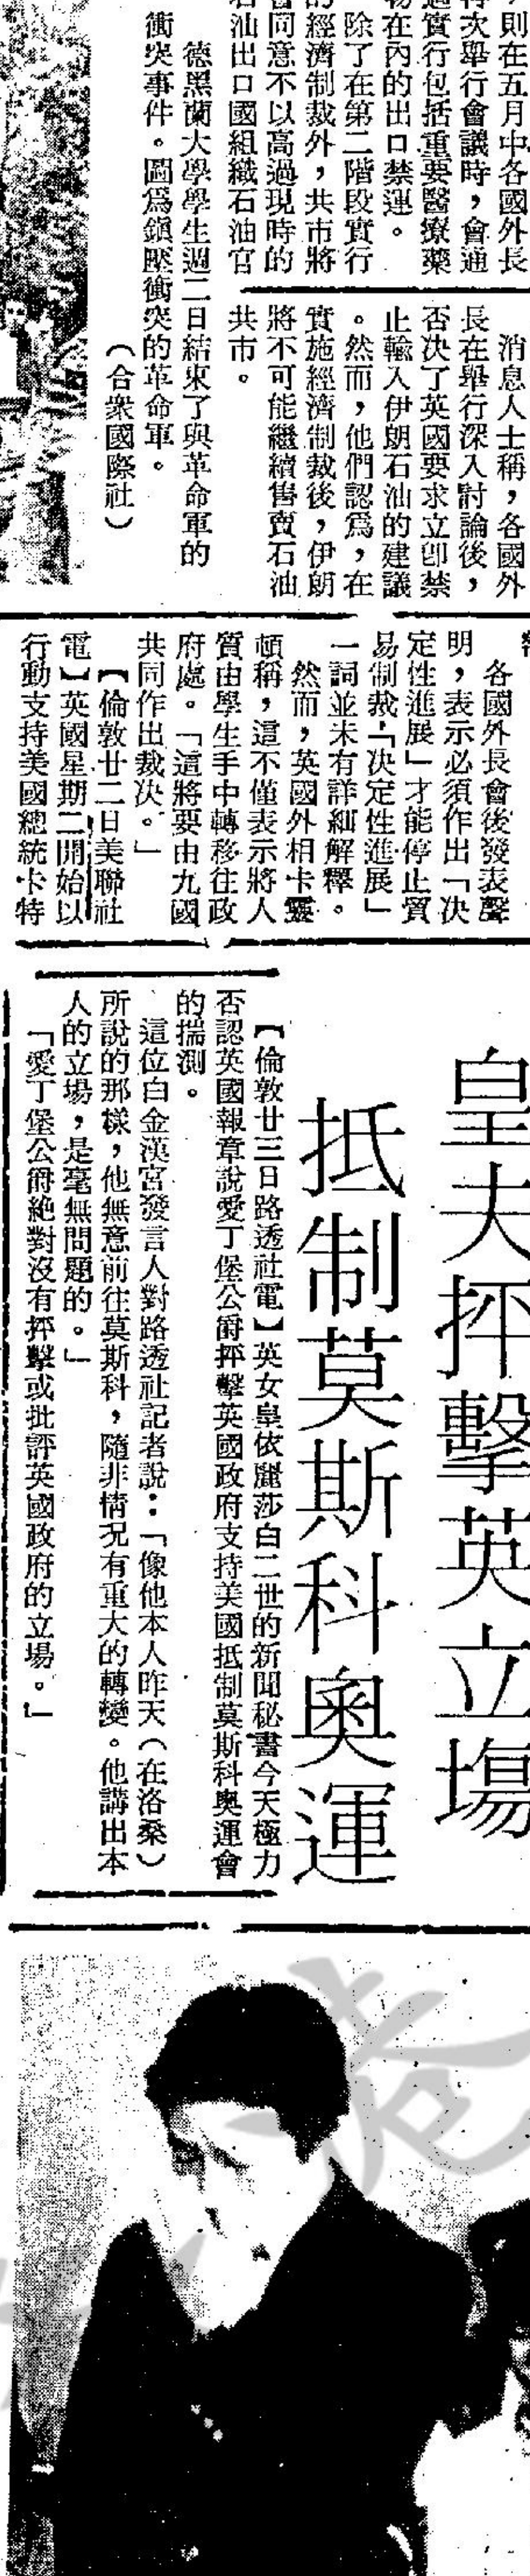 ，則在五月中各國外長
再次舉行會議時，會通
過實行包括重要醫療藥
物在內的出口禁運。
除了在第二階段實行
的經濟制裁外，共市將
會同意不以高過現時的
石油出口國組織石油官
德黑蘭大學學生週二日結束了與革命軍的
衝突事件。圖爲鎮壓衝突的革命軍。
（合衆國際社）
消息人士稱，各國外
長在舉行深入討論後，
否決了英國要求立卽禁
止輸入伊朗石油的建議
。然而，他們認爲，在
實施經濟制裁後，伊朗
將不可能繼續售賣石油
共市。
各國外長會後發表聲
明，表示必須作出「決
定性進展」才能停止貿
易制裁，「決定性進展」
一詞並未有詳細解釋。
然而，英國外相卡靈
頓稱，這不僅表示將人
質由學生手中轉移往政
府處。「這將要由九國
共同作出裁決。」
【倫敦廿二日美聯社
電】英國星期二開始以
行動支持美國總統卡特
皇夫抨擊英立場
抵制莫斯科奧運
【倫敦廿三日路透社電】英女皇依麗莎白二世的新聞秘書今天極力
否認英國報章說愛丁堡公爵抨擊英國政府支持美國抵制莫斯科奧運會
的揣測。
這位白金漢宮發言人對路透社記者說：「像他本人昨天（在洛桑）
所說的那樣，他無意前往莫斯科，隨非情況有重大的轉變。他講出本
人的立場，是毫無問題的。」
「愛丁堡公爵絶對沒有抨擊或批評英國政府的立場。」